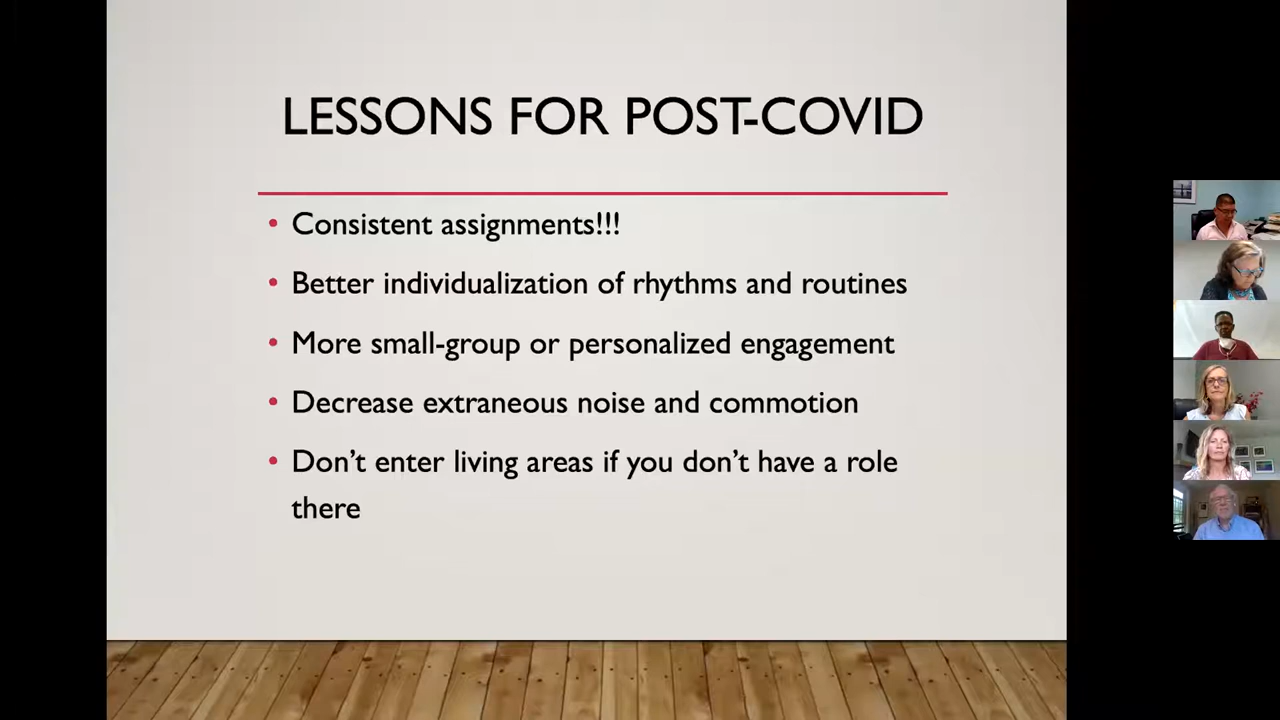 LESSONS FOR POST-COVID
• Consistent assignments!!!
• Better individualization of rhythms and routines
• More small-group or personalized engagement
• Decrease extraneous noise and commotion
• Don’t enter living areas if you don’t have a role
there